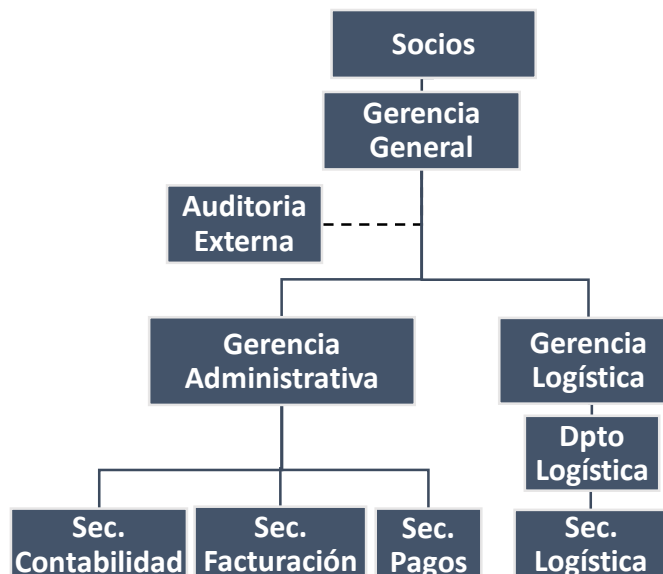 Socios
Gerencia
General
Auditoria
Externa
Gerencia
Administrativa
Gerencia
Logística
Dpto
Logística
Sec.
Contabilidad
Sec.
Facturación
Sec.
Pagos
Sec.
Logística